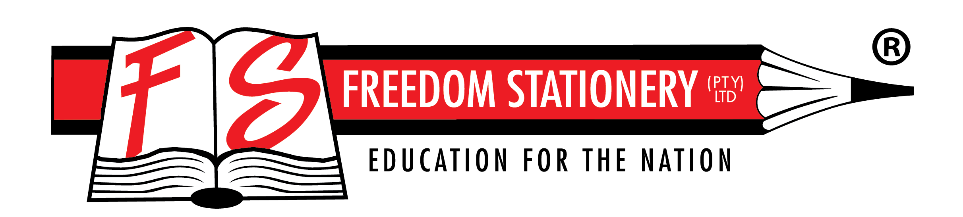 FS
FREEDOM STATIONERY (PTY) LTD
®
EDUCATION FOR THE NATION